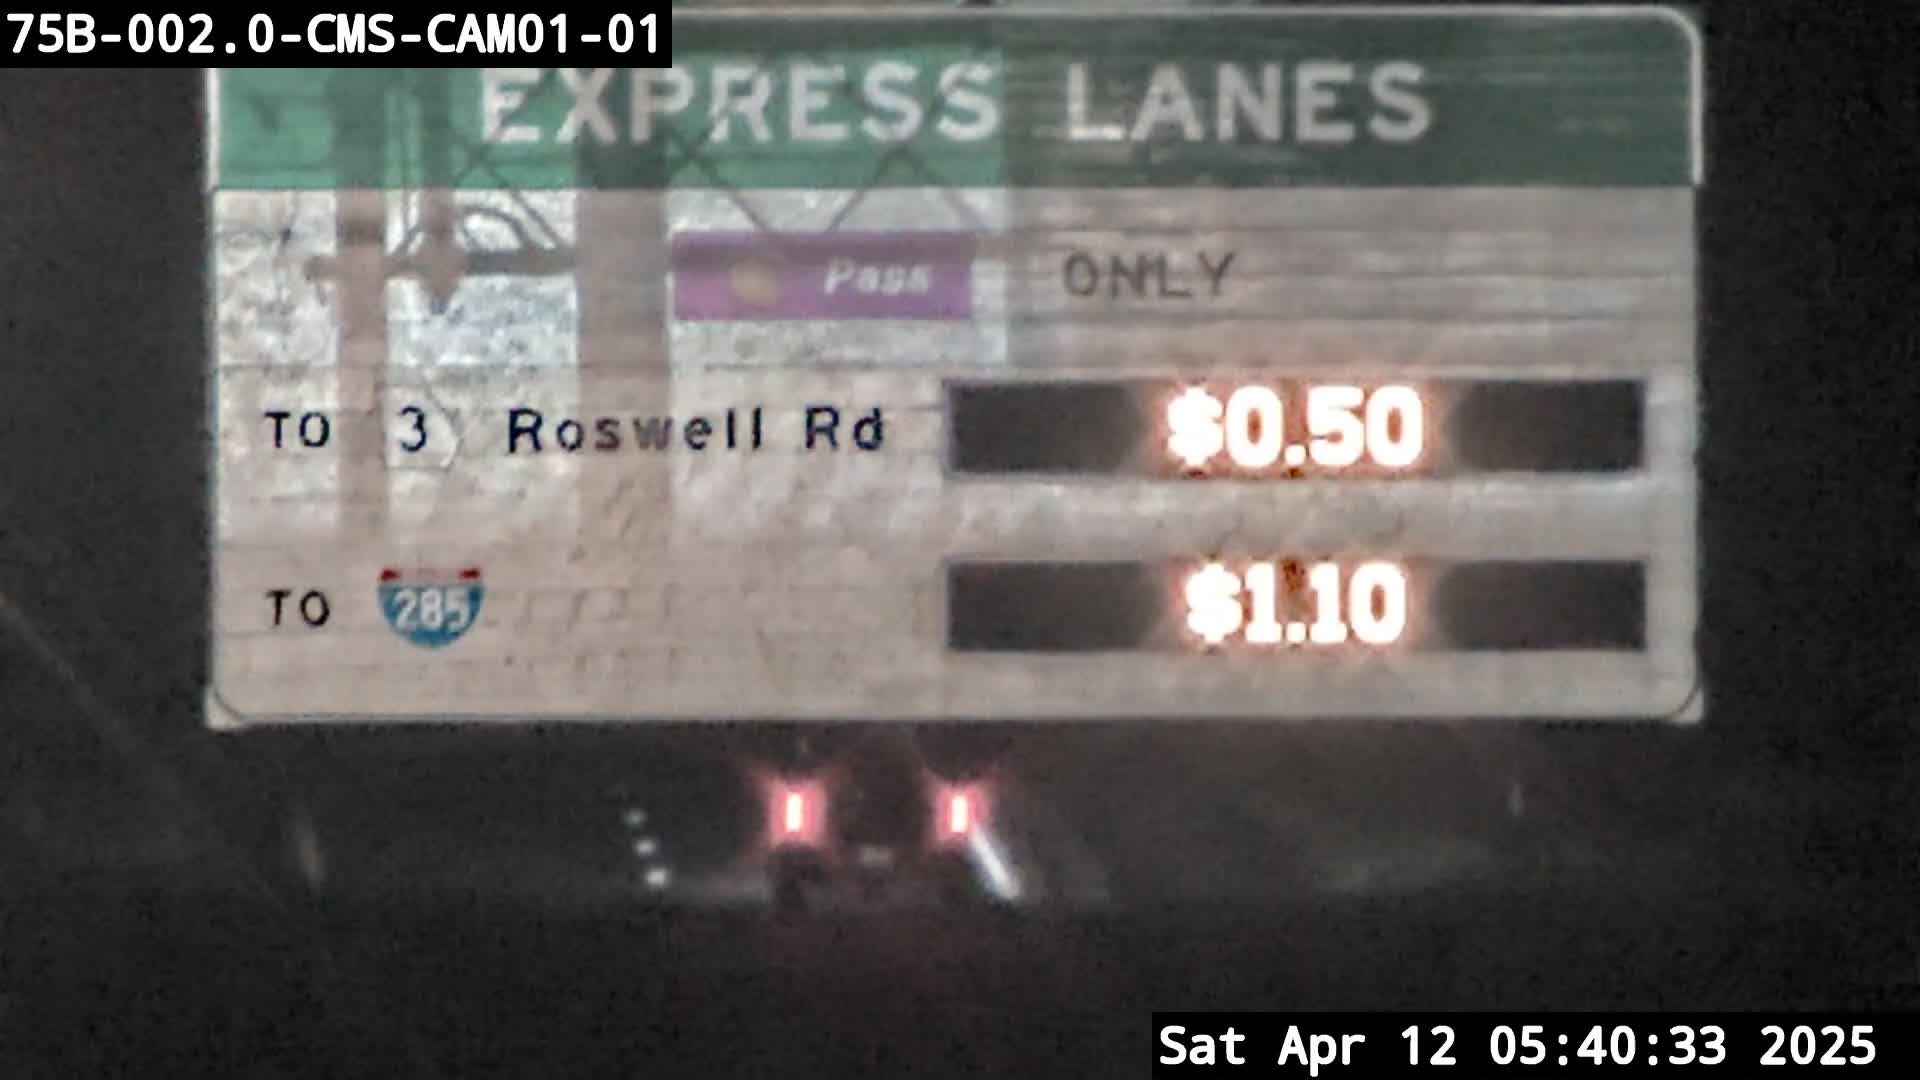 75B-002.0-CMS-CAM01-01
EXPRESS LANES
Pass ONLY
TO 3 Roswell Rd $0.50
TO 285 $1.10
Sat Apr 12 05:40:33 2025